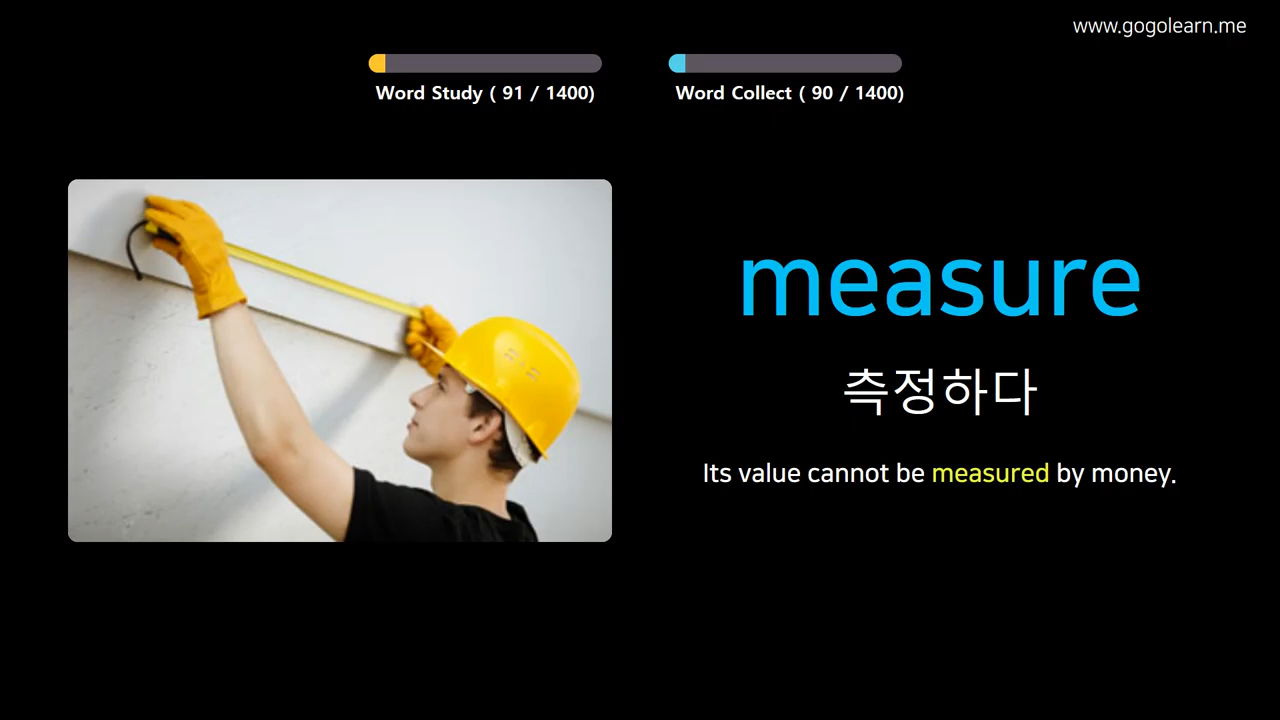 www.gogolearn.me
Word Study ( 91 / 1400)
Word Collect ( 90 / 1400)
measure
측정하다
Its value cannot be measured by money.